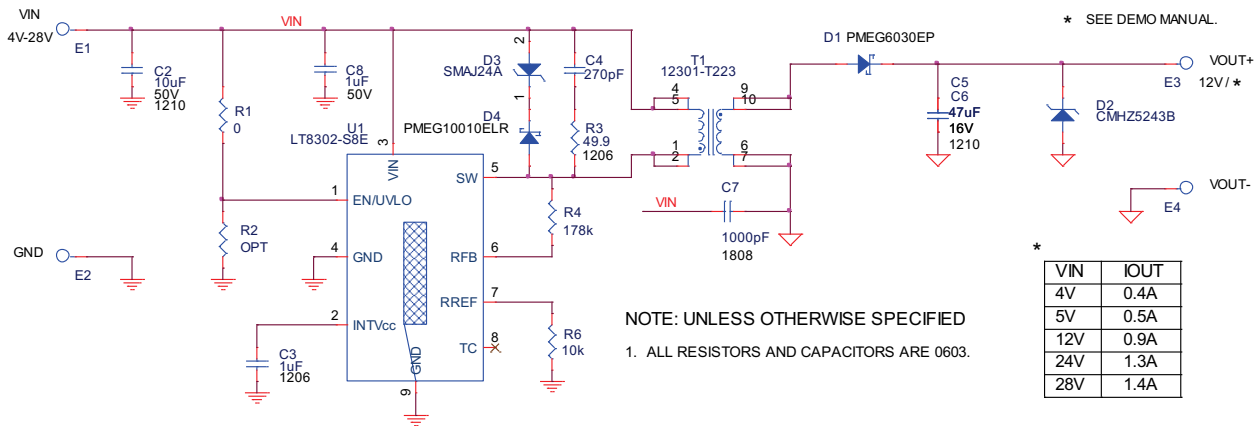 * SEE DEMO MANUAL.
VIN
4V-28V
E1
VIN
C2
10uF
50V
1210
C8
1uF
50V
R1
0
U1
LT8302-S8E
2
D3
SMAJ24A
1
D4
PMEG10010ELR
C4
270pF
R3
49.9
1206
T1
12301-T223
4
5
1
2
9
10
6
7
D1 PMEG6030EP
C5
C6
47uF
16V
1210
D2
CMHZ5243B
VOUT+
E3
12V / *
VOUT-
E4
3
VIN
1
EN/UVLO
5
SW
R2
OPT
4
GND
6
RFB
R4
178k
VIN
C7
1000pF
1808
GND
E2
7
RREF
2
INTVcc
8
TC
R6
10k
C3
1uF
1206
GND
9
NOTE: UNLESS OTHERWISE SPECIFIED
1. ALL RESISTORS AND CAPACITORS ARE 0603.
*
VIN IOUT
4V 0.4A
5V 0.5A
12V 0.9A
24V 1.3A
28V 1.4A